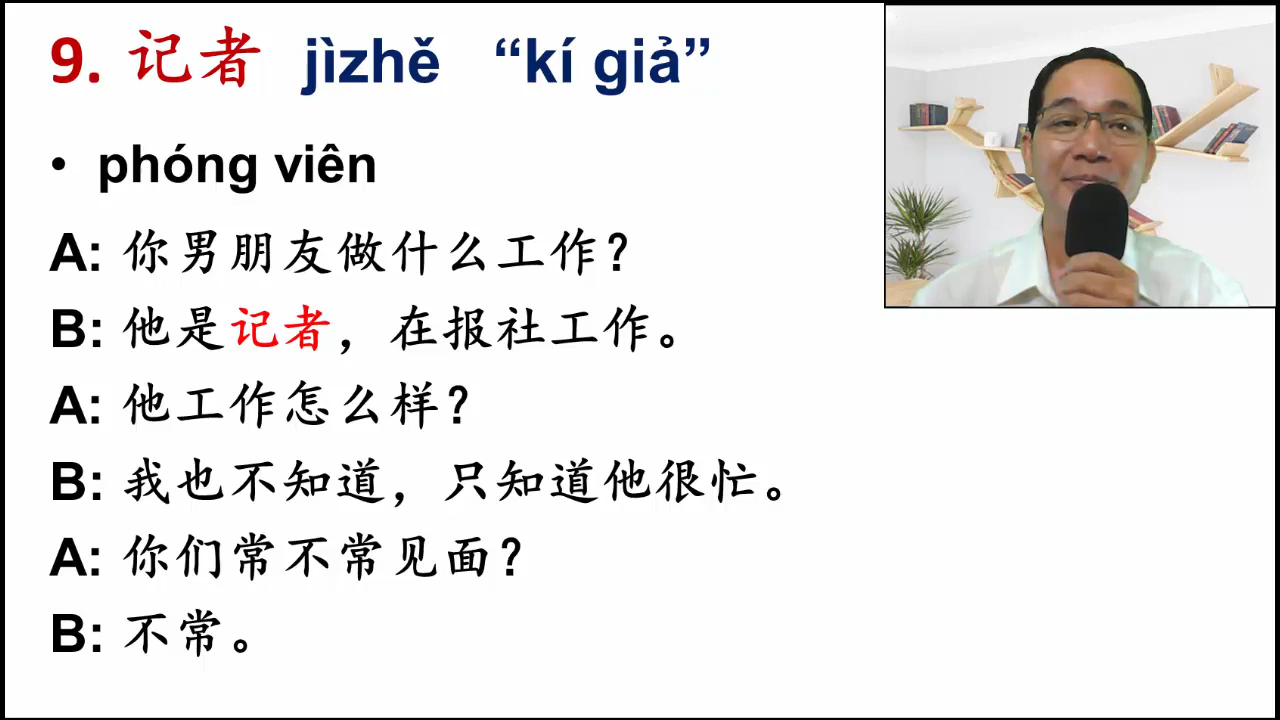 9. 记者 jìzhě “kí giả”
• phóng viên
A: 你男朋友做什么工作？
B: 他是记者，在报社工作。
A: 他工作怎么样？
B: 我也不知道，只知道他很忙。
A: 你们常不常见面？
B: 不常。